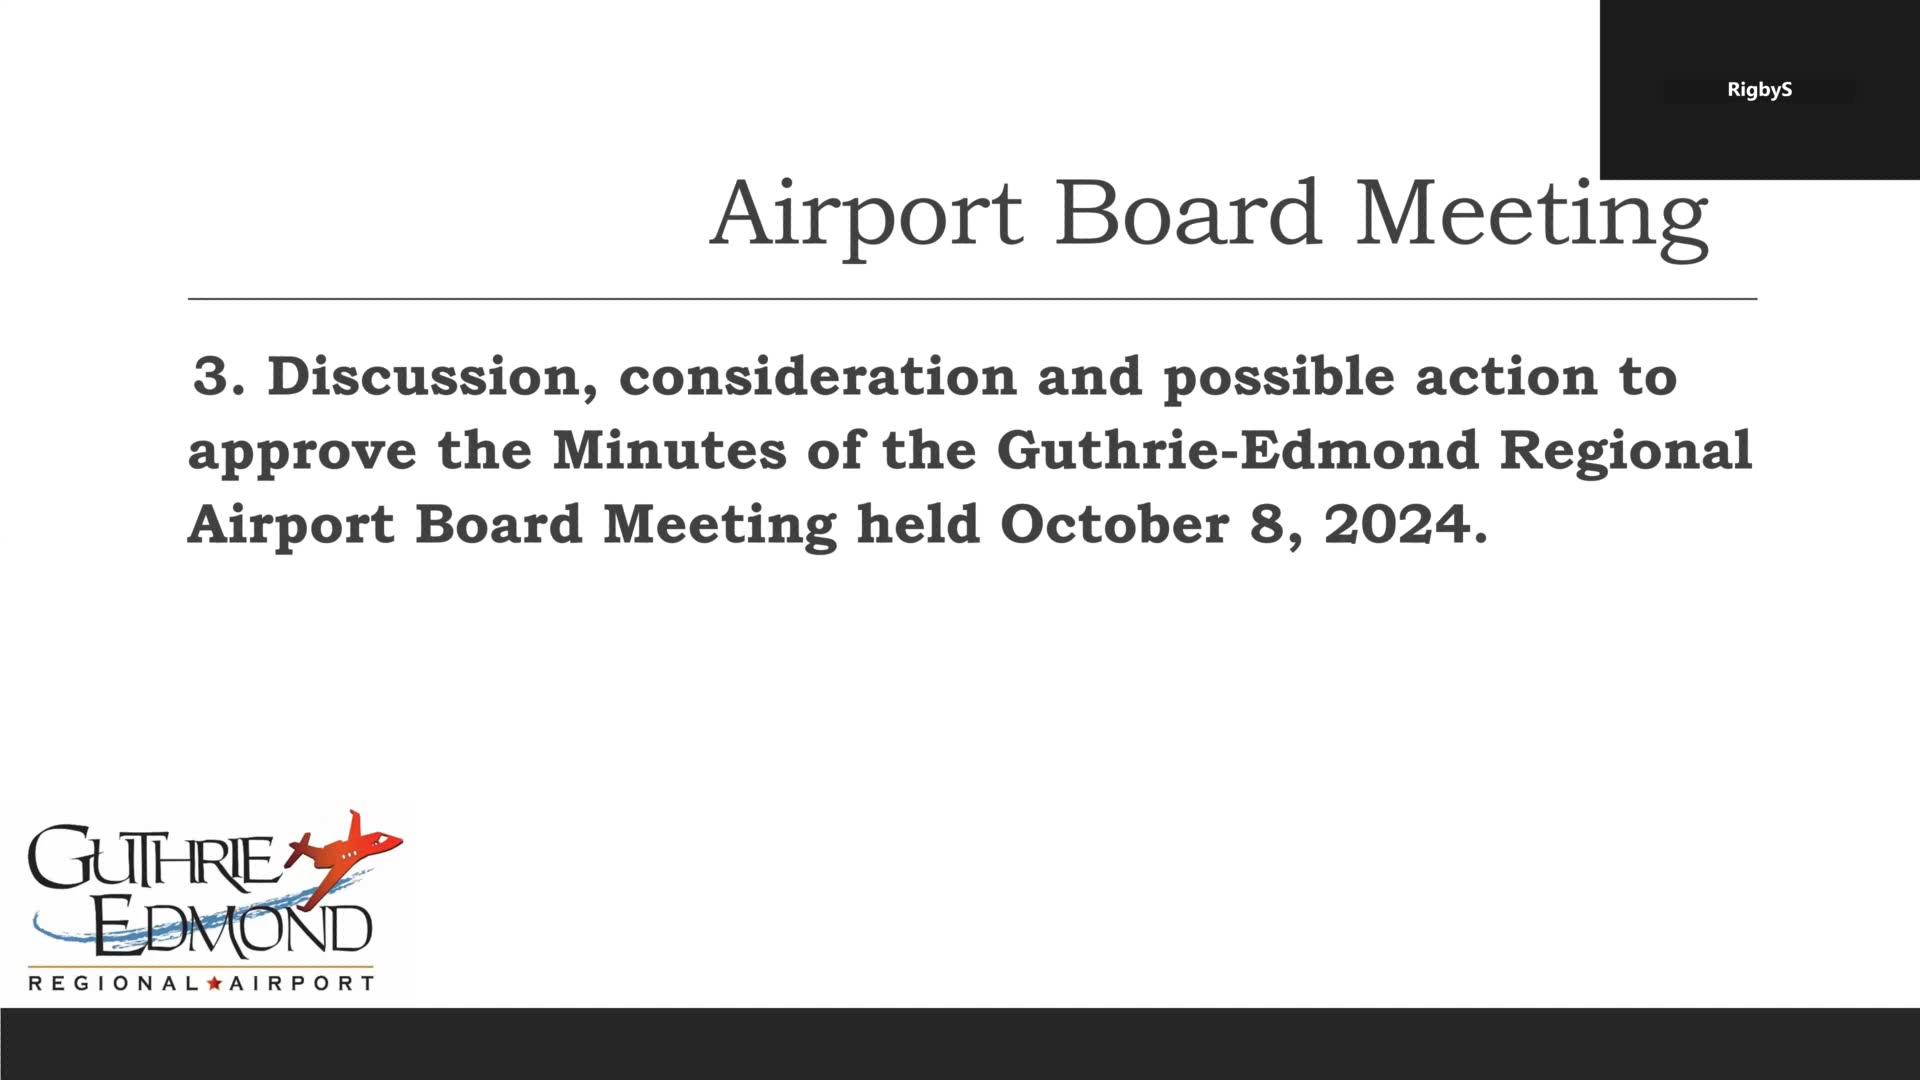 RigbyS
Airport Board Meeting
3. Discussion, consideration and possible action to
approve the Minutes of the Guthrie-Edmond Regional
Airport Board Meeting held October 8, 2024.
GUTHRIE
EDMOND
REGIONAL★AIRPORT